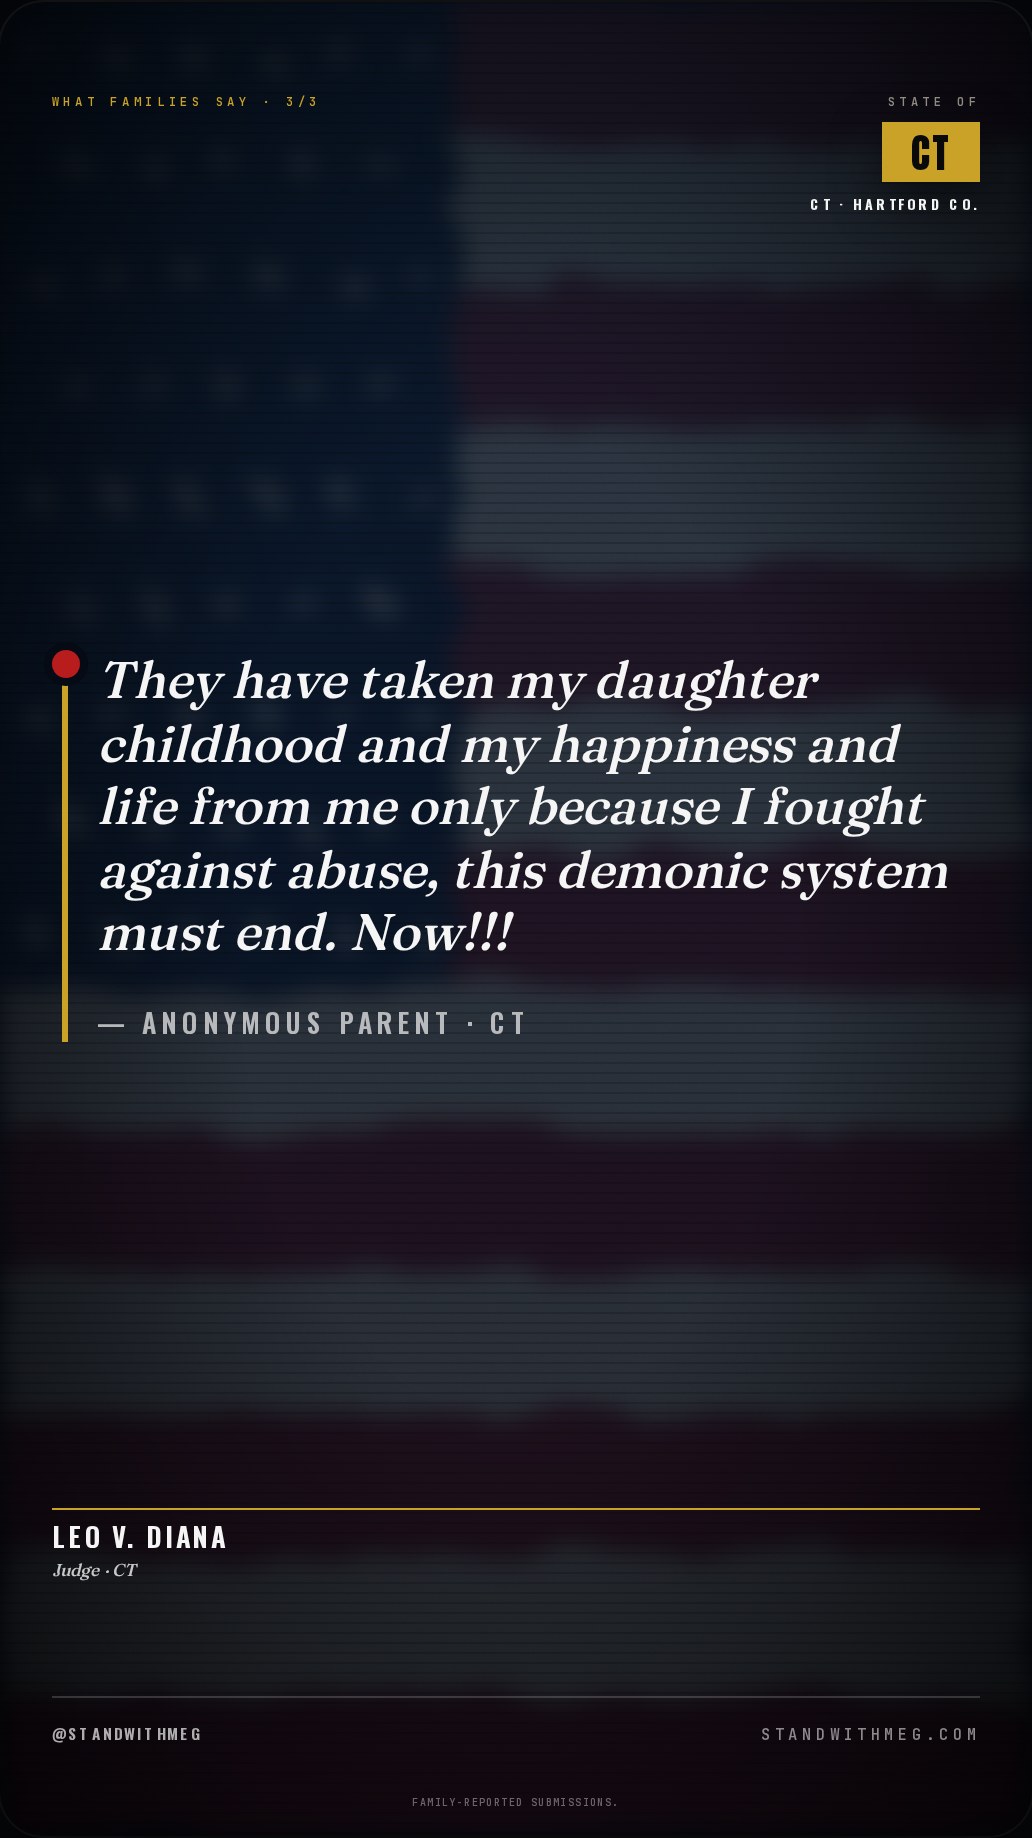 WHAT FAMILIES SAY · 3/3
STATE OF
CT
CT · HARTFORD CO.
They have taken my daughter
childhood and my happiness and
life from me only because I fought
against abuse, this demonic system
must end. Now!!!
— ANONYMOUS PARENT · CT
LEO V. DIANA
Judge · CT
@STANDWITHMEG
STANDWITHMEG.COM
FAMILY-REPORTED SUBMISSIONS.